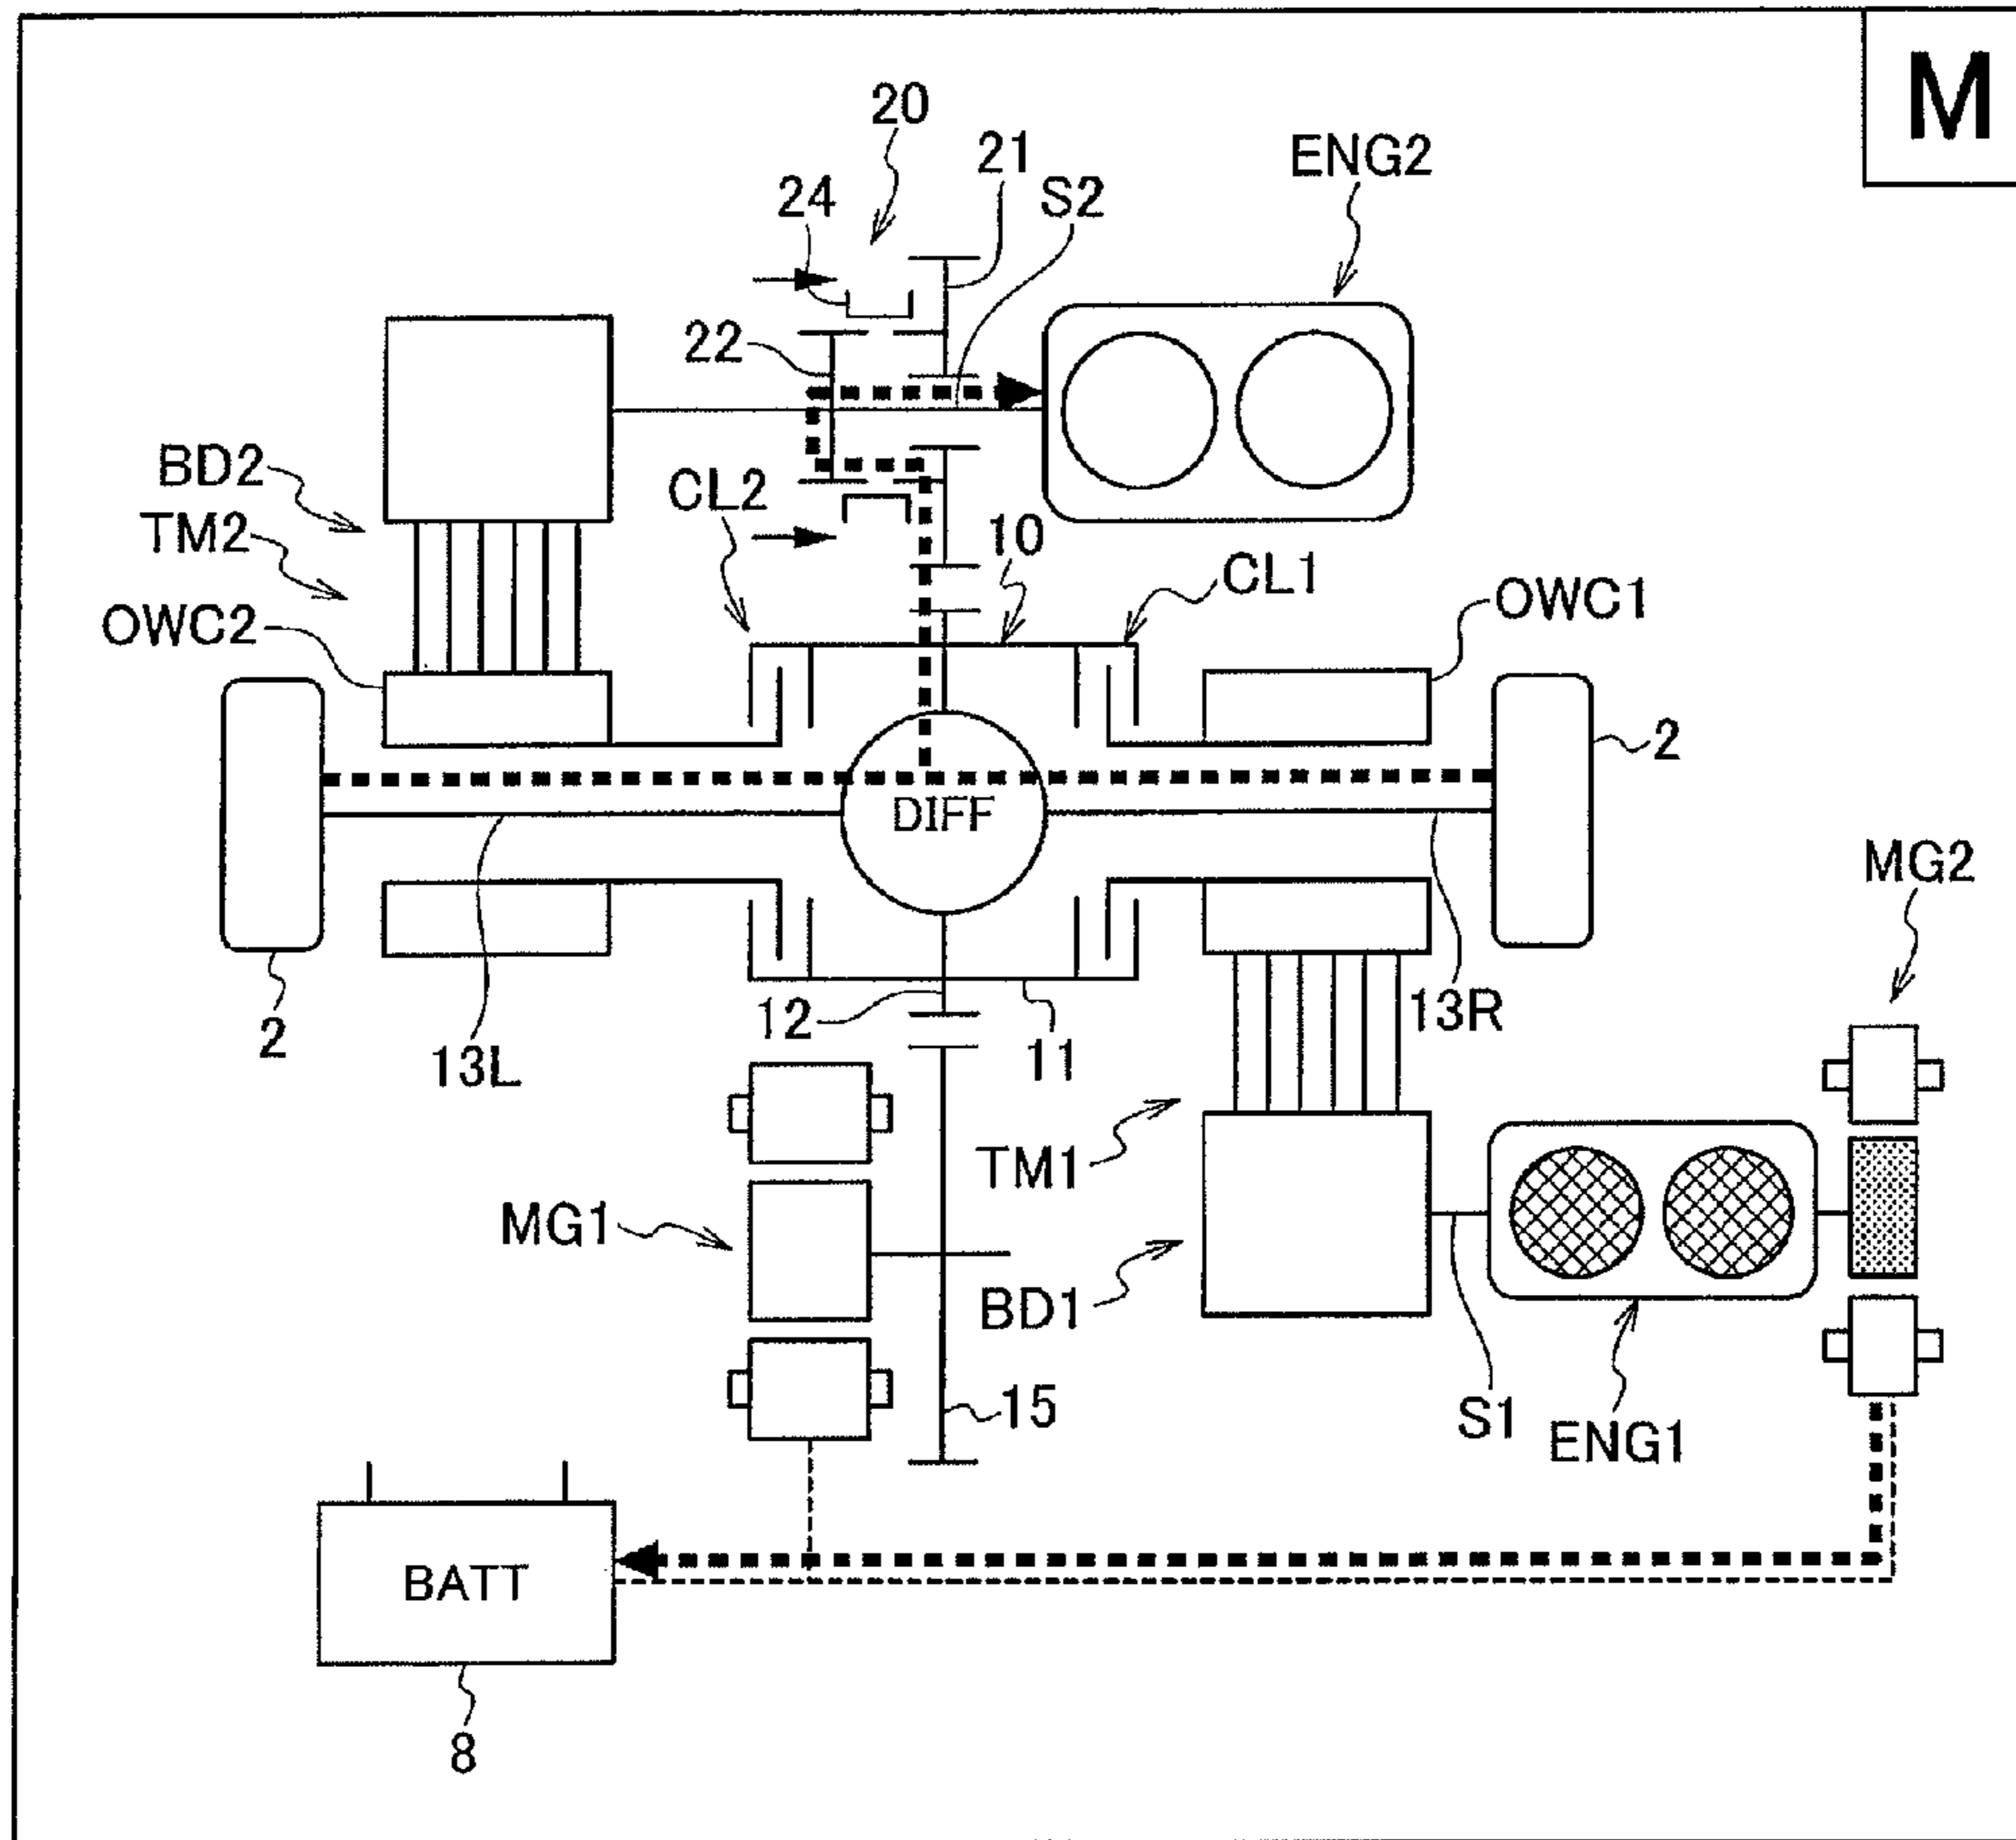 M
20
21
ENG2
24
S2
22
BD2
CL2
TM2
10
CL1
OWC2
OWC1
2
DIFF
MG2
12
13R
2
13L
11
TM1
MG1
BD1
15
S1
ENG1
BATT
8